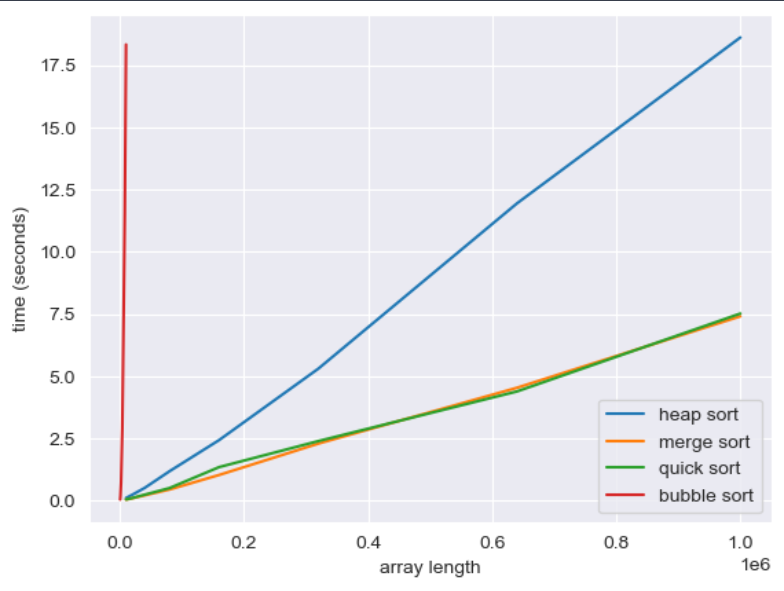 17.5
15.0
12.5
10.0
7.5
5.0
2.5
0.0
time (seconds)
heap sort
merge sort
quick sort
bubble sort
0.0 0.2 0.4 0.6 0.8 1.0
1e6
array length